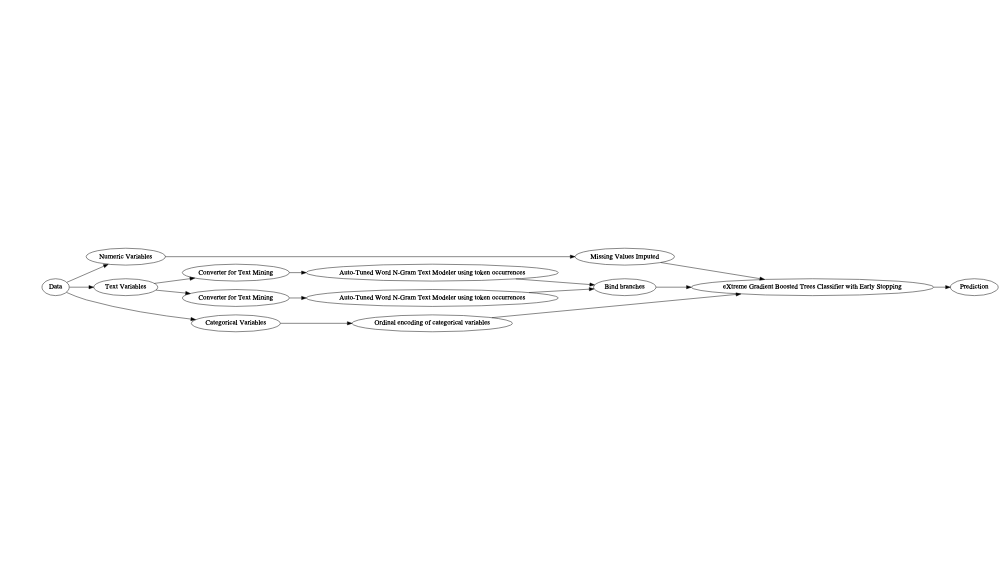 Numeric Variables
Missing Values Imputed
Converter for Text Mining
Auto-Tuned Word N-Gram Text Modeler using token occurrences
Data
Text Variables
Bind branches
eXtreme Gradient Boosted Trees Classifier with Early Stopping
Prediction
Converter for Text Mining
Auto-Tuned Word N-Gram Text Modeler using token occurrences
Categorical Variables
Ordinal encoding of categorical variables